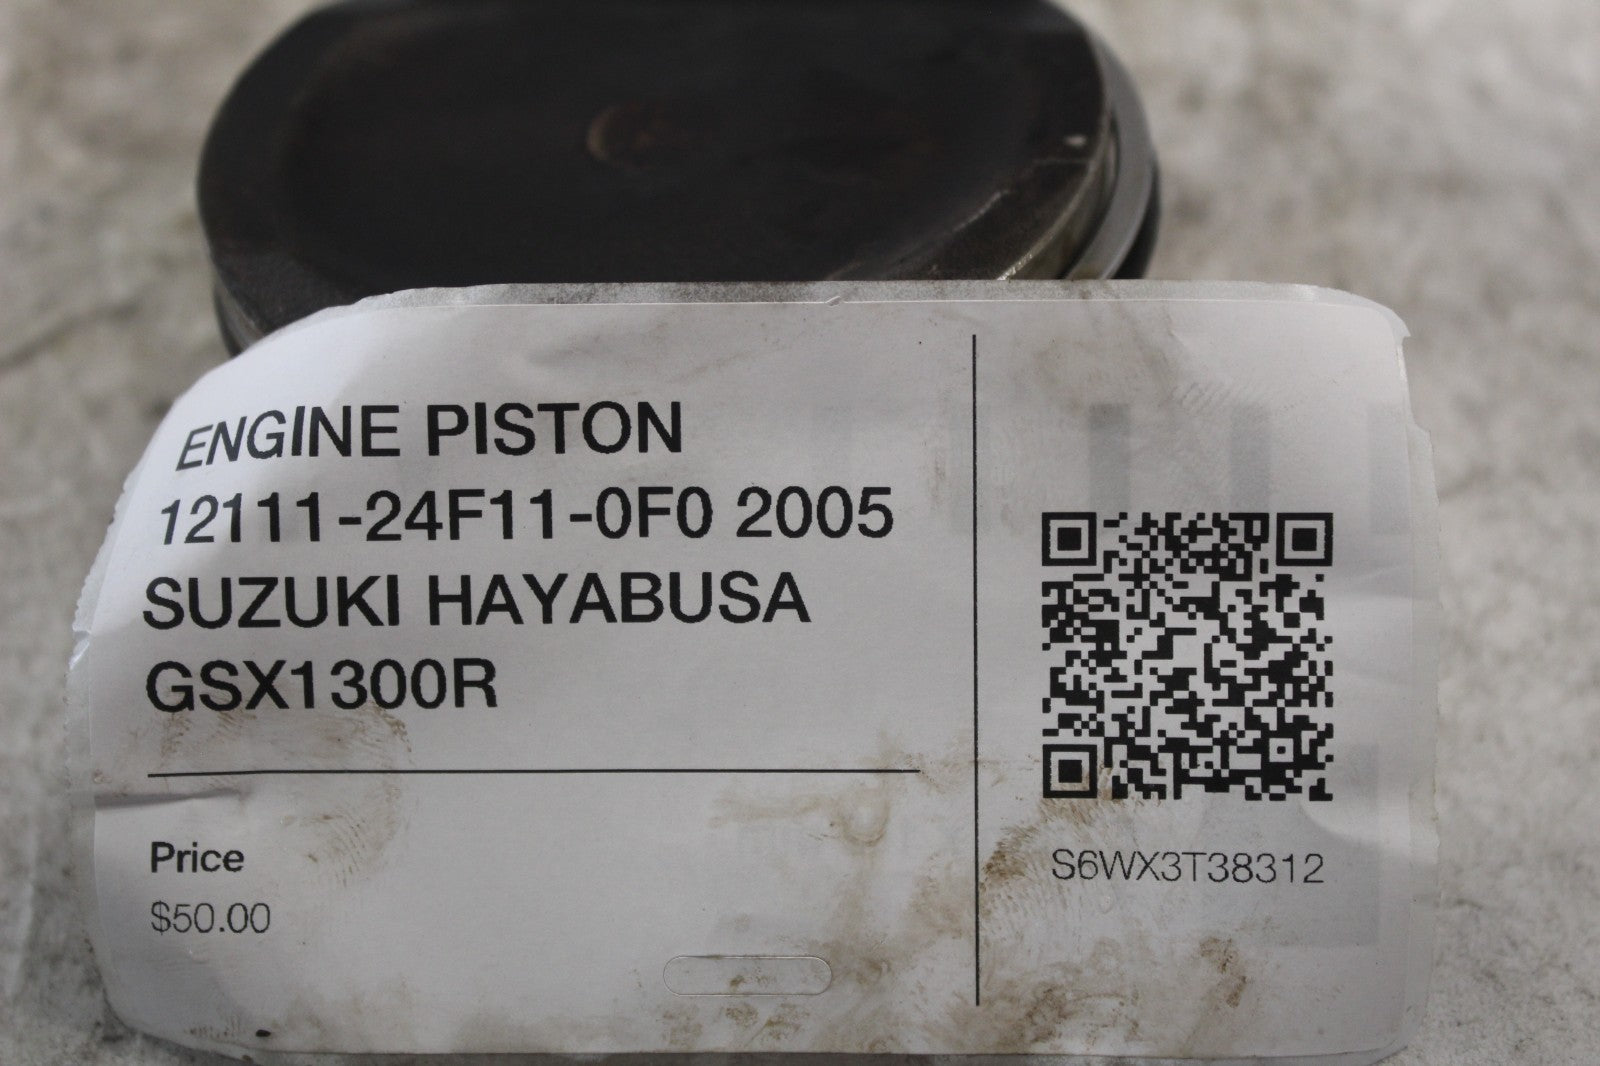 ENGINE PISTON
12111-24F11-0F0 2005
SUZUKI HAYABUSA
GSX1300R
Price
$50.00
S6WX3T38312